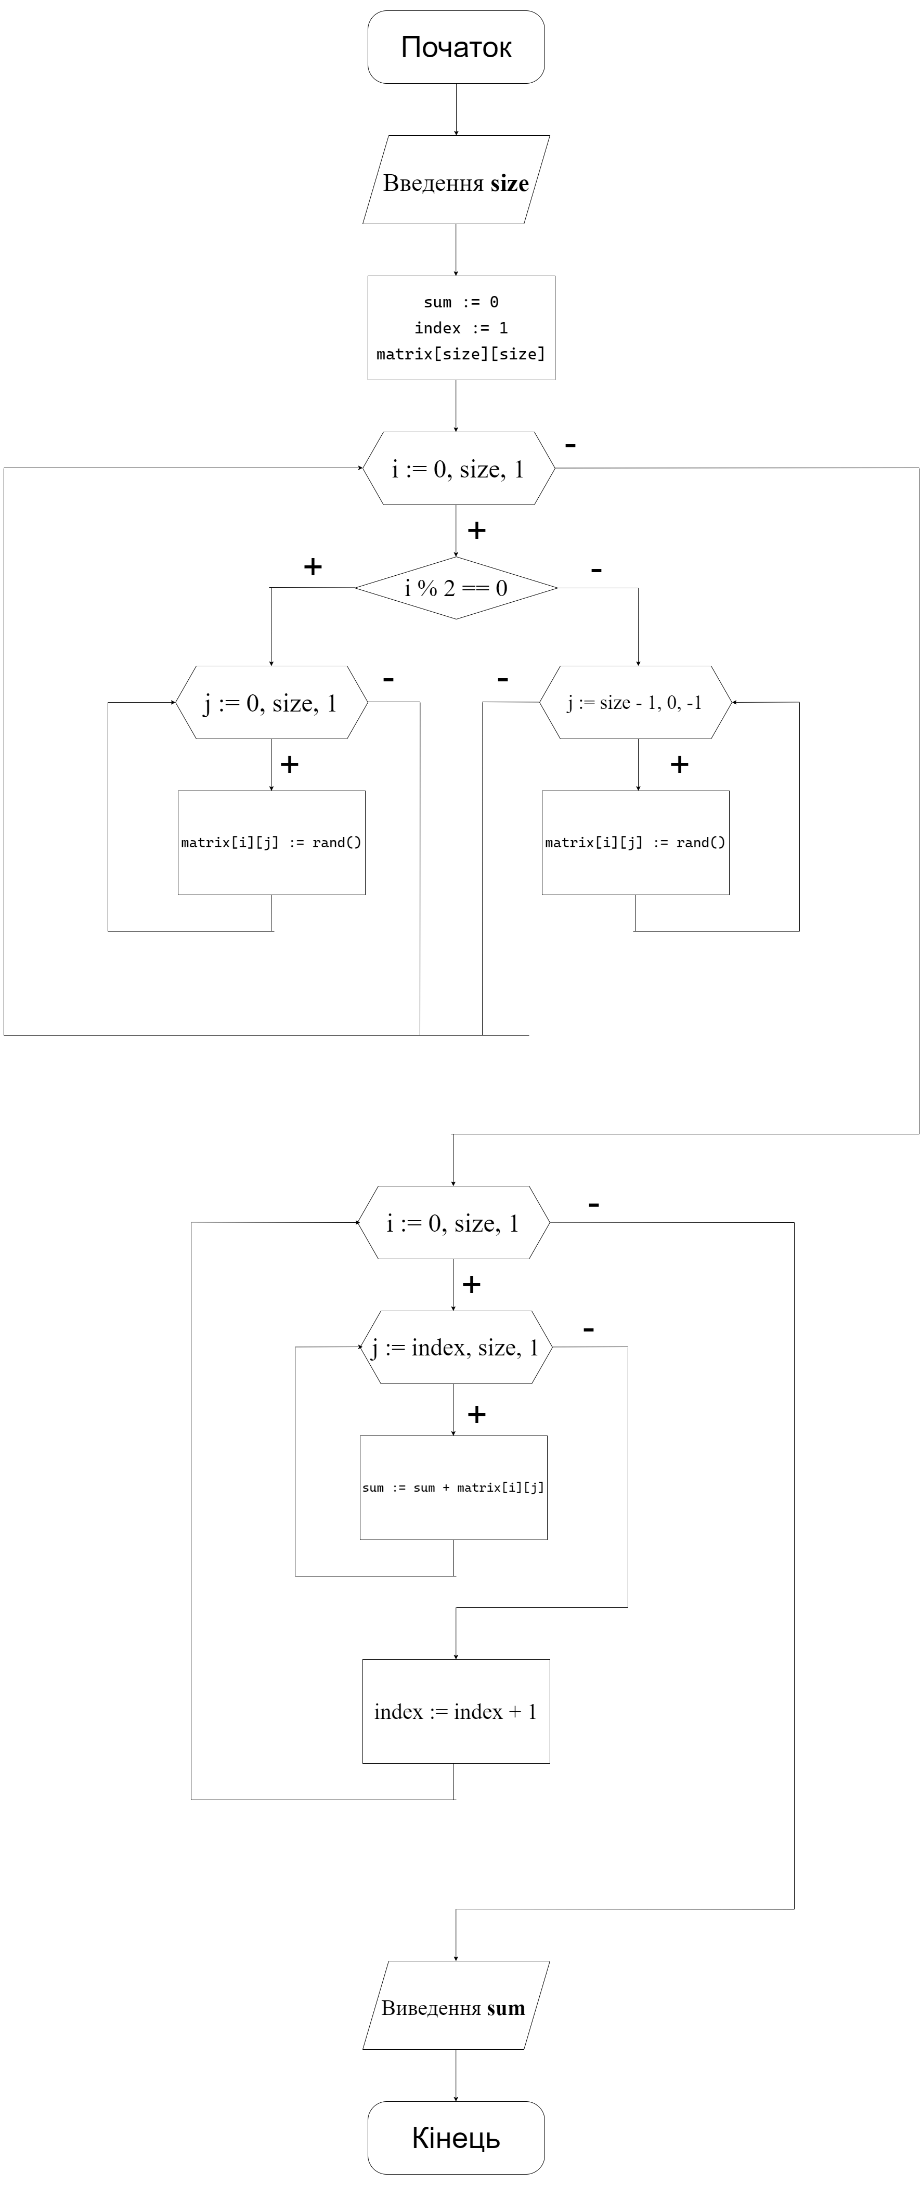 Початок
Введення size
sum := 0
index := 1
matrix[size][size]
i := 0, size, 1
-
+
i % 2 == 0
+
-
j := 0, size, 1
-
-
j := size - 1, 0, -1
+
+
matrix[i][j] := rand()
matrix[i][j] := rand()
i := 0, size, 1
-
+
j := index, size, 1
-
+
sum := sum + matrix[i][j]
index := index + 1
Виведення sum
Кінець